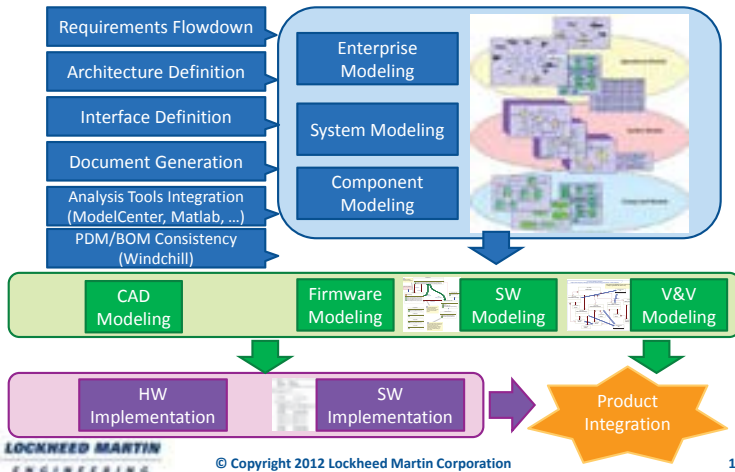 Requirements Flowdown
Architecture Definition
Interface Definition
Document Generation
Analysis Tools Integration
(ModelCenter, Matlab, ...)
PDM/BOM Consistency
(Windchill)
Enterprise
Modeling
System Modeling
Component
Modeling
CAD
Modeling
Firmware
Modeling
SW
Modeling
V&V
Modeling
HW
Implementation
SW
Implementation
Product
Integration
LOCKHEED MARTIN
ENGINEERING
© Copyright 2012 Lockheed Martin Corporation
1